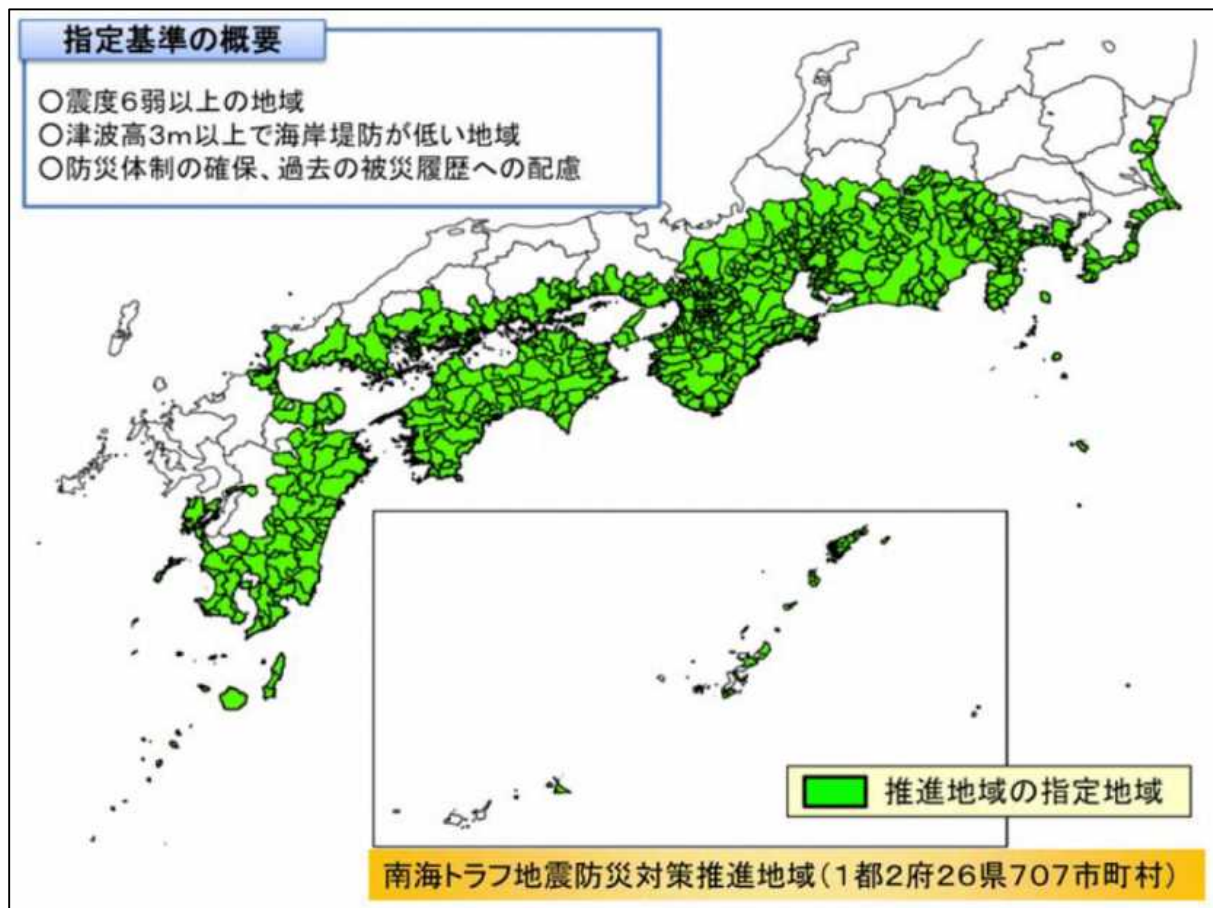 指定基準の概要
○震度6弱以上の地域
○津波高3m以上で海岸堤防が低い地域
○防災体制の確保、過去の被災履歴への配慮
推進地域の指定地域
南海トラフ地震防災対策推進地域(1都2府26県707市町村)